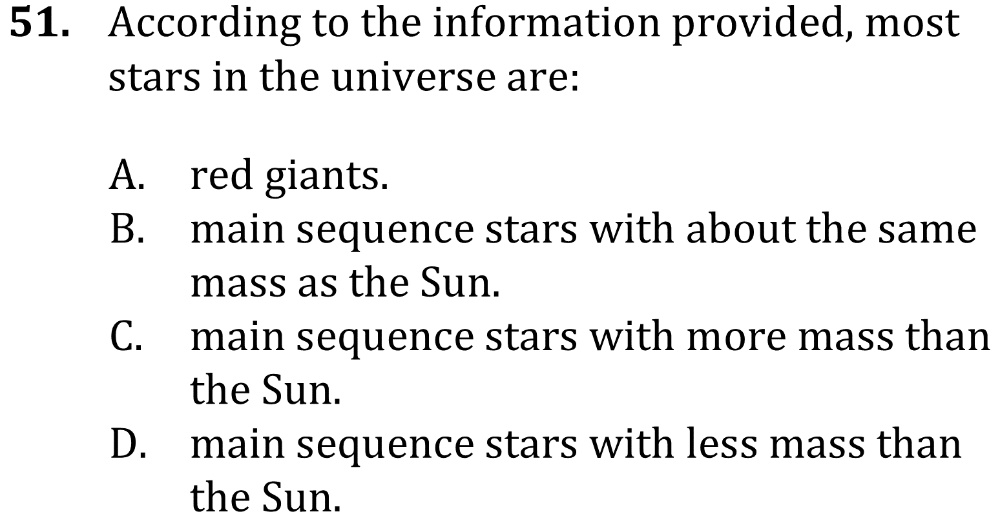 51. According to the information provided, most
stars in the universe are:
A. red giants.
B. main sequence stars with about the same
mass as the Sun.
C. main sequence stars with more mass than
the Sun.
D. main sequence stars with less mass than
the Sun.